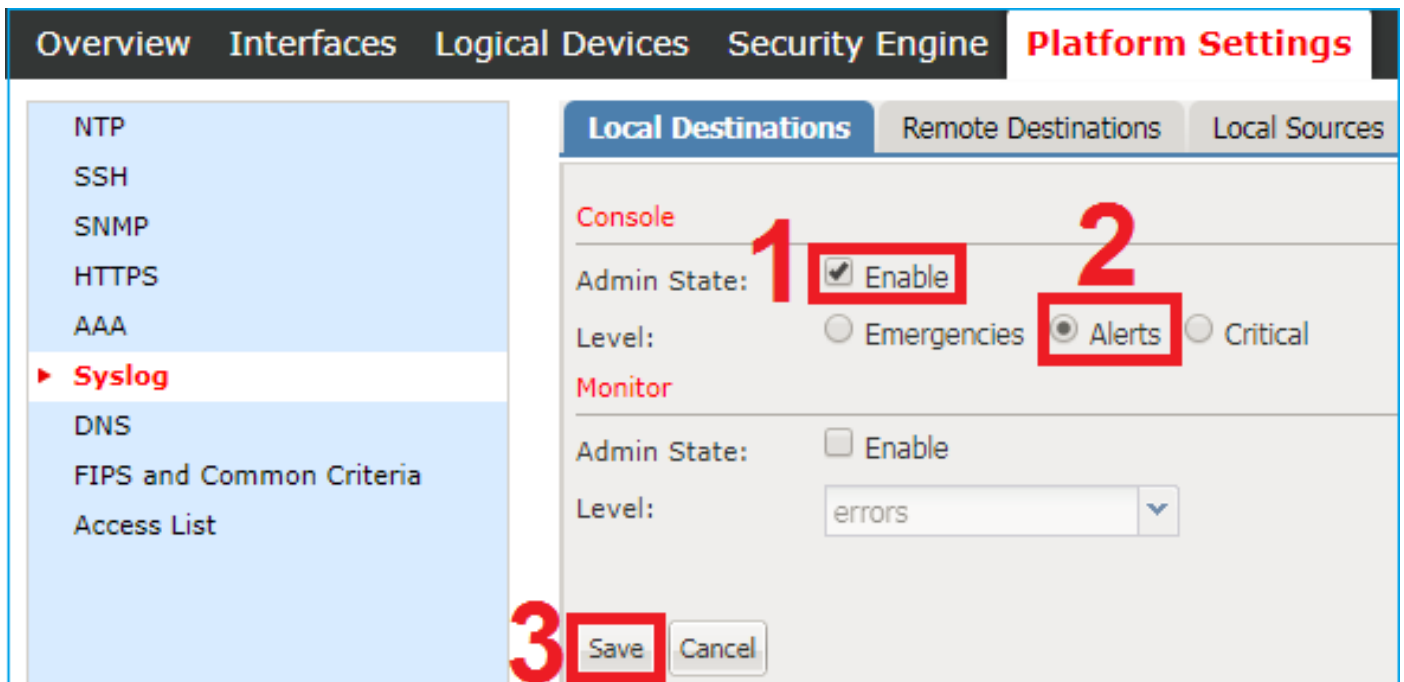 Overview Interfaces Logical Devices Security Engine Platform Settings
NTP
SSH
SNMP
HTTPS
AAA
Syslog
DNS
FIPS and Common Criteria
Access List
Local Destinations Remote Destinations Local Sources
Console
Admin State: 1 Enable 2
Level: Emergencies Alerts Critical
Monitor
Admin State: Enable
Level: errors
3 Save Cancel